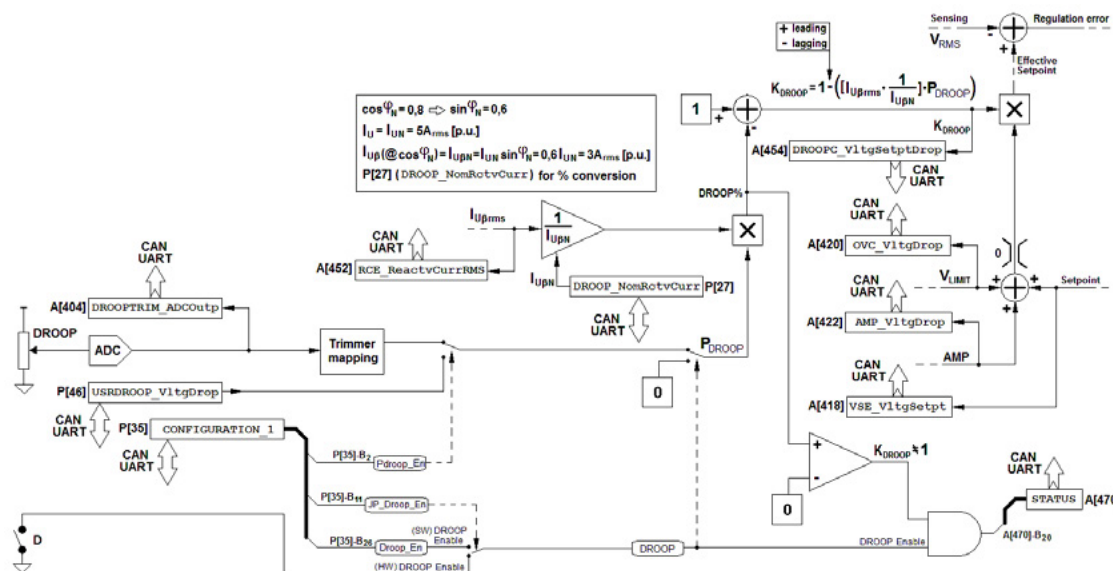 Sensing
VRMS
-
+
Regulation error
Effective
Setpoint
+ leading
- lagging
KDROOP = 1 - ([IUβrms · 1/IUβN] · PDROOP)
KDROOP
1
+
-
cosφN = 0,8 ⇒ sinφN = 0,6
IU = IUN = 5Arms [p.u.]
IUβ(@cosφN) = IUβN = IUN sinφN = 0,6 IUN = 3Arms [p.u.]
P[27] (DROOP_NomRctvCurr) for % conversion
A[454] DROOPC_VltgSetptDrop
CAN
UART
DROOP%
IUβrms
1
IUβN
CAN
UART
A[452] RCE_ReactvCurrRMS
IUβN
DROOP_NomRctvCurr P[27]
CAN
UART
CAN
UART
A[420] OVC_VltgDrop
0
VLIMIT
+
+
+
Setpoint
CAN
UART
A[422] AMP_VltgDrop
AMP
CAN
UART
A[418] VSE_VltgSetpt
CAN
UART
A[404] DROOPTRIM_ADCOutp
DROOP
ADC
Trimmer
mapping
PDROOP
0
P[46] USRDROOP_VltgDrop
CAN
UART
P[35] CONFIGURATION_1
CAN
UART
P[35]-B2 Pdroop_En
P[35]-B11 JP_Droop_En
P[35]-B26 Droop_En
(SW) DROOP
Enable
(HW) DROOP Enable
D
DROOP
+
-
0
KDROOP ≠ 1
DROOP Enable
CAN
UART
STATUS A[470
A[470]-B20